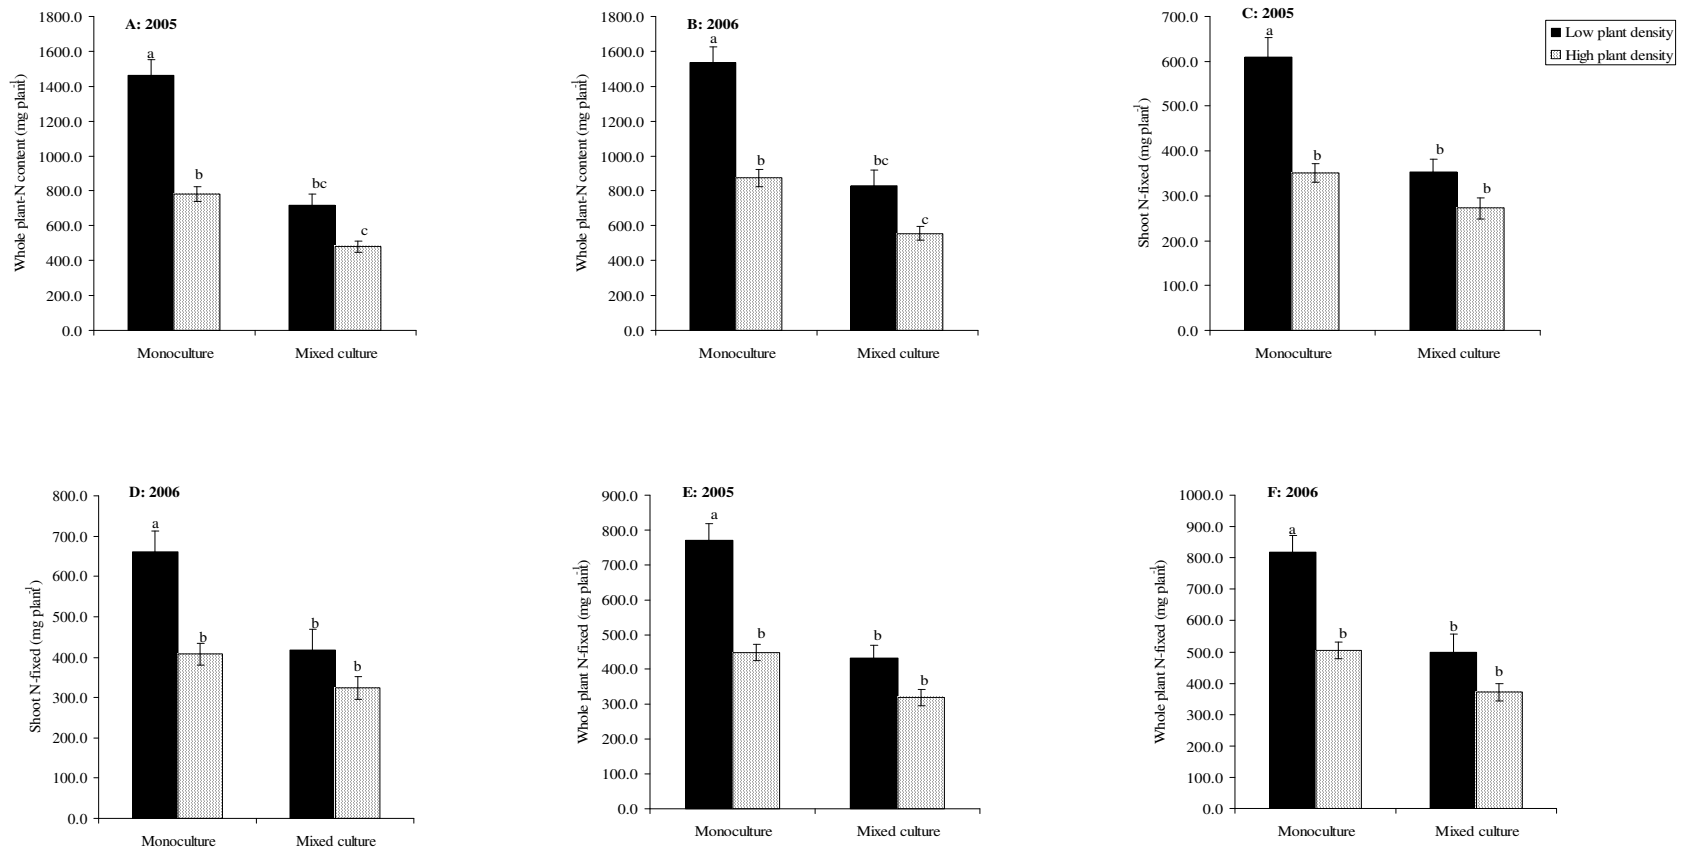 A: 2005
Whole plant-N content (mg plant-1)
1800.0
1600.0
1400.0
1200.0
1000.0
800.0
600.0
400.0
200.0
0.0
a
b
bc
c
Monoculture
Mixed culture
B: 2006
Whole plant-N content (mg plant-1)
1800.0
1600.0
1400.0
1200.0
1000.0
800.0
600.0
400.0
200.0
0.0
a
b
bc
c
Monoculture
Mixed culture
C: 2005
Shoot N-fixed (mg plant-1)
700.0
600.0
500.0
400.0
300.0
200.0
100.0
0.0
a
b
b
b
Monoculture
Mixed culture
Low plant density
High plant density
D: 2006
Shoot N-fixed (mg plant-1)
800.0
700.0
600.0
500.0
400.0
300.0
200.0
100.0
0.0
a
b
b
b
Monoculture
Mixed culture
E: 2005
Whole plant N-fixed (mg plant-1)
900.0
800.0
700.0
600.0
500.0
400.0
300.0
200.0
100.0
0.0
a
b
b
b
Monoculture
Mixed culture
F: 2006
Whole plant N-fixed (mg plant-1)
1000.0
900.0
800.0
700.0
600.0
500.0
400.0
300.0
200.0
100.0
0.0
a
b
b
b
Monoculture
Mixed culture